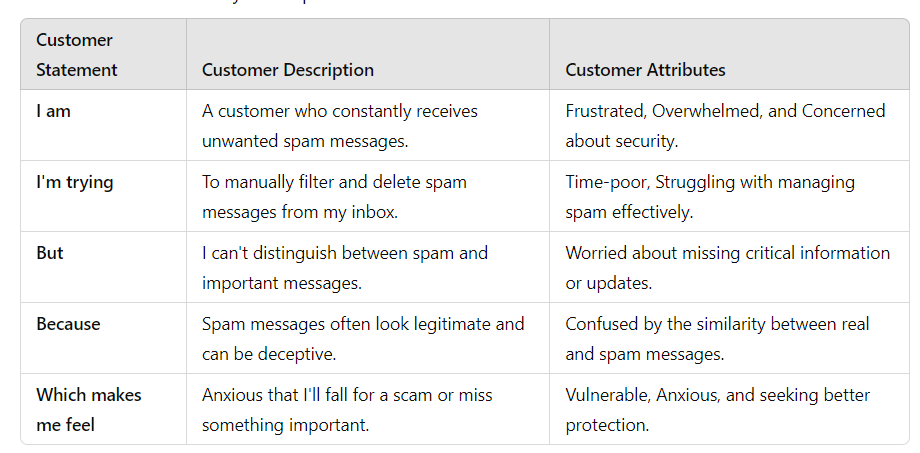 Customer
Statement
Customer Description
Customer Attributes
I am
A customer who constantly receives
unwanted spam messages.
Frustrated, Overwhelmed, and Concerned
about security.
I'm trying
To manually filter and delete spam
messages from my inbox.
Time-poor, Struggling with managing
spam effectively.
But
I can't distinguish between spam and
important messages.
Worried about missing critical information
or updates.
Because
Spam messages often look legitimate and
can be deceptive.
Confused by the similarity between real
and spam messages.
Which makes
me feel
Anxious that I'll fall for a scam or miss
something important.
Vulnerable, Anxious, and seeking better
protection.